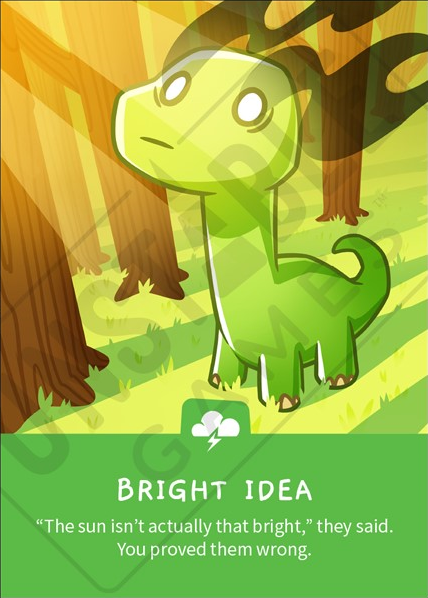 UNSTABLE
GAMES
BRIGHT IDEA
“The sun isn’t actually that bright,” they said.
You proved them wrong.